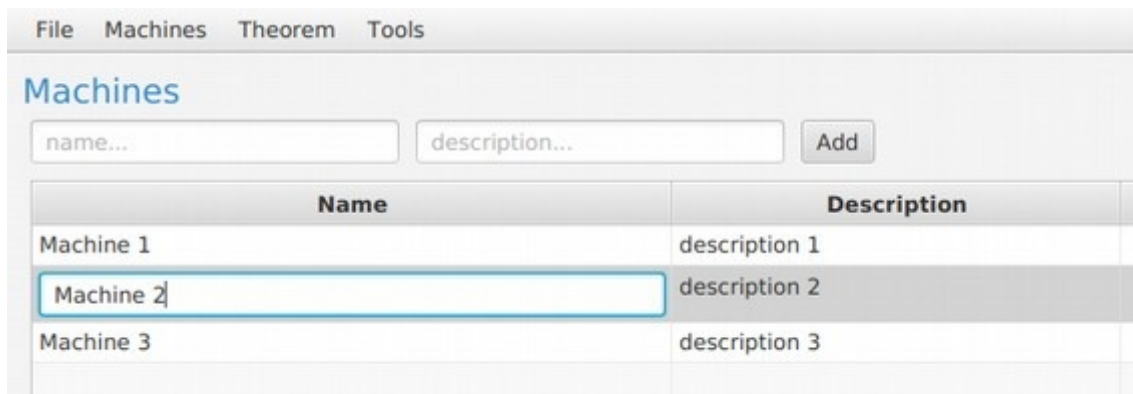 File Machines Theorem Tools
Machines
name... description... Add
Name Description
Machine 1 description 1
Machine 2 description 2
Machine 3 description 3